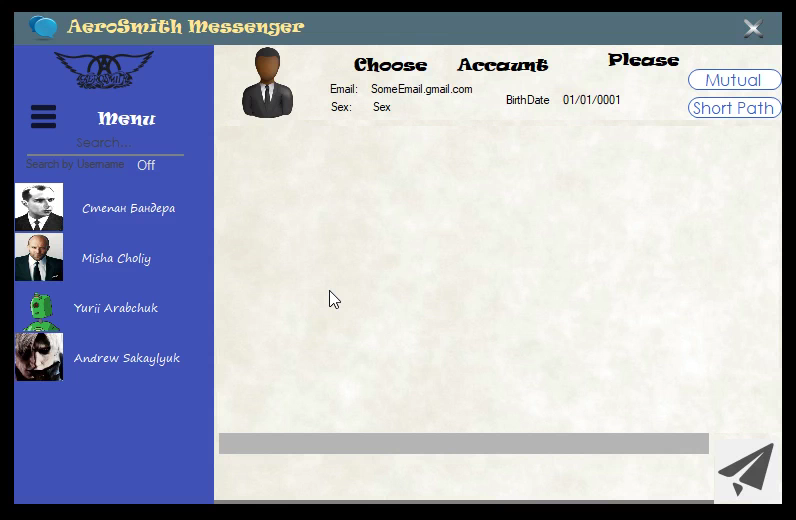 AeroSmith Messenger
AEROSMITH
Menu
Search...
Search by Username Off
Степан Бандера
Misha Choliy
Yurii Arabchuk
Andrew Sakaylyuk
Choose Accaunt Please
Email: SomeEmail.gmail.com
Sex: Sex
BirthDate 01/01/0001
Mutual
Short Path